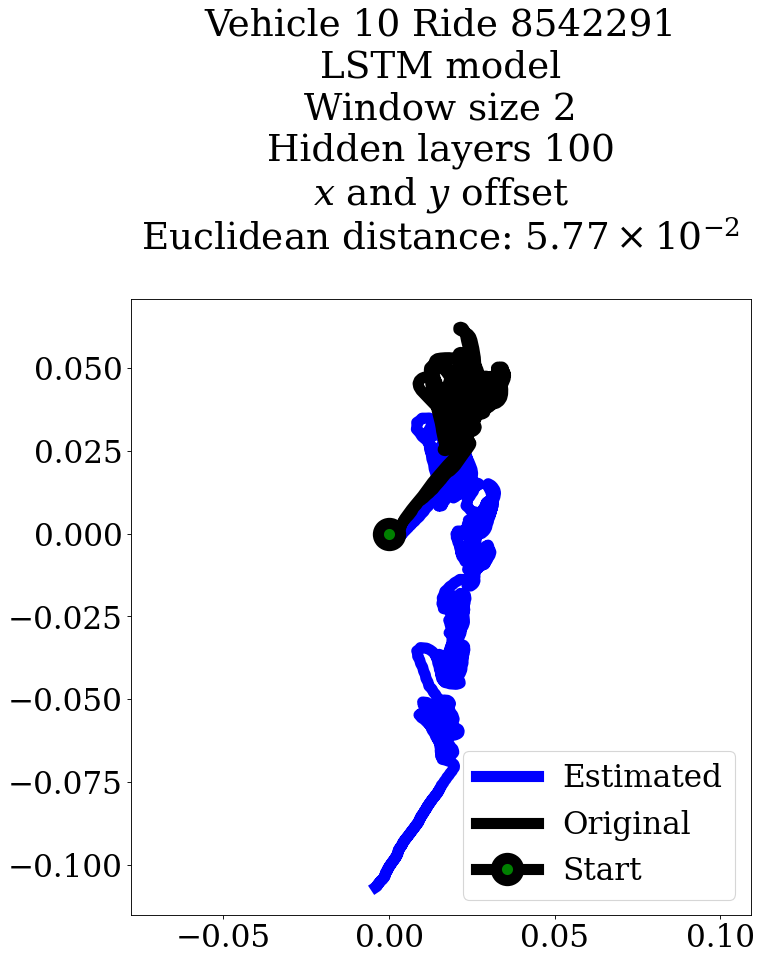 Vehicle 10 Ride 8542291
LSTM model
Window size 2
Hidden layers 100
x and y offset
Euclidean distance: 5.77 × 10⁻²
0.050
0.025
0.000
−0.025
−0.050
−0.075
−0.100
Estimated
Original
Start
−0.05 0.00 0.05 0.10